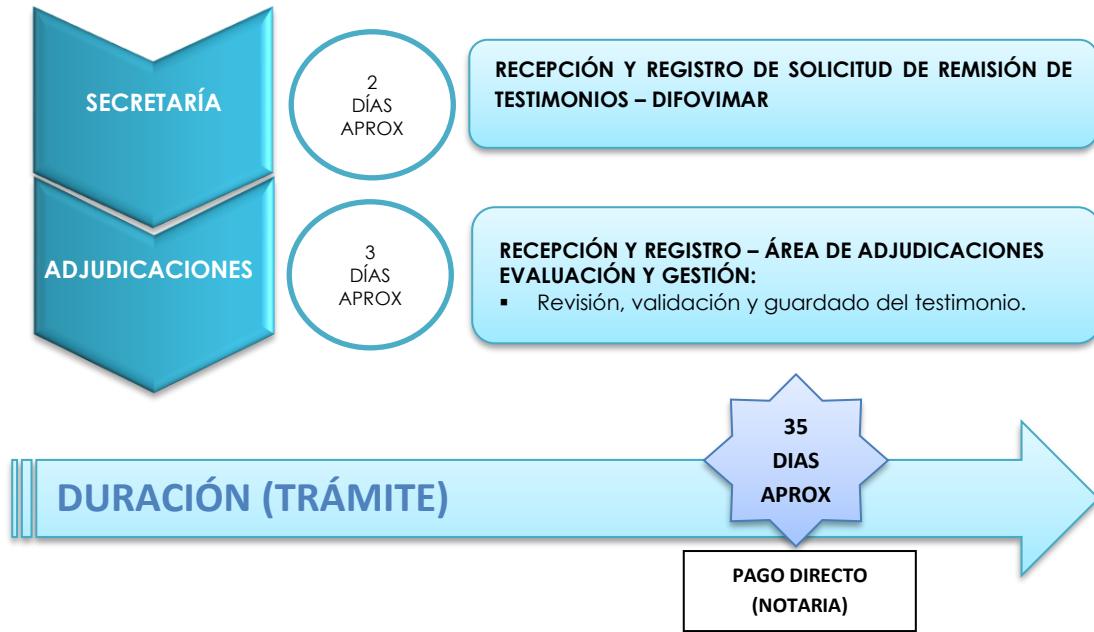 SECRETARÍA
2
DÍAS
APROX
RECEPCIÓN Y REGISTRO DE SOLICITUD DE REMISIÓN DE
TESTIMONIOS – DIFOVIMAR
ADJUDICACIONES
3
DÍAS
APROX
RECEPCIÓN Y REGISTRO – ÁREA DE ADJUDICACIONES
EVALUACIÓN Y GESTIÓN:
▪ Revisión, validación y guardado del testimonio.
DURACIÓN (TRÁMITE)
35
DIAS
APROX
PAGO DIRECTO
(NOTARIA)